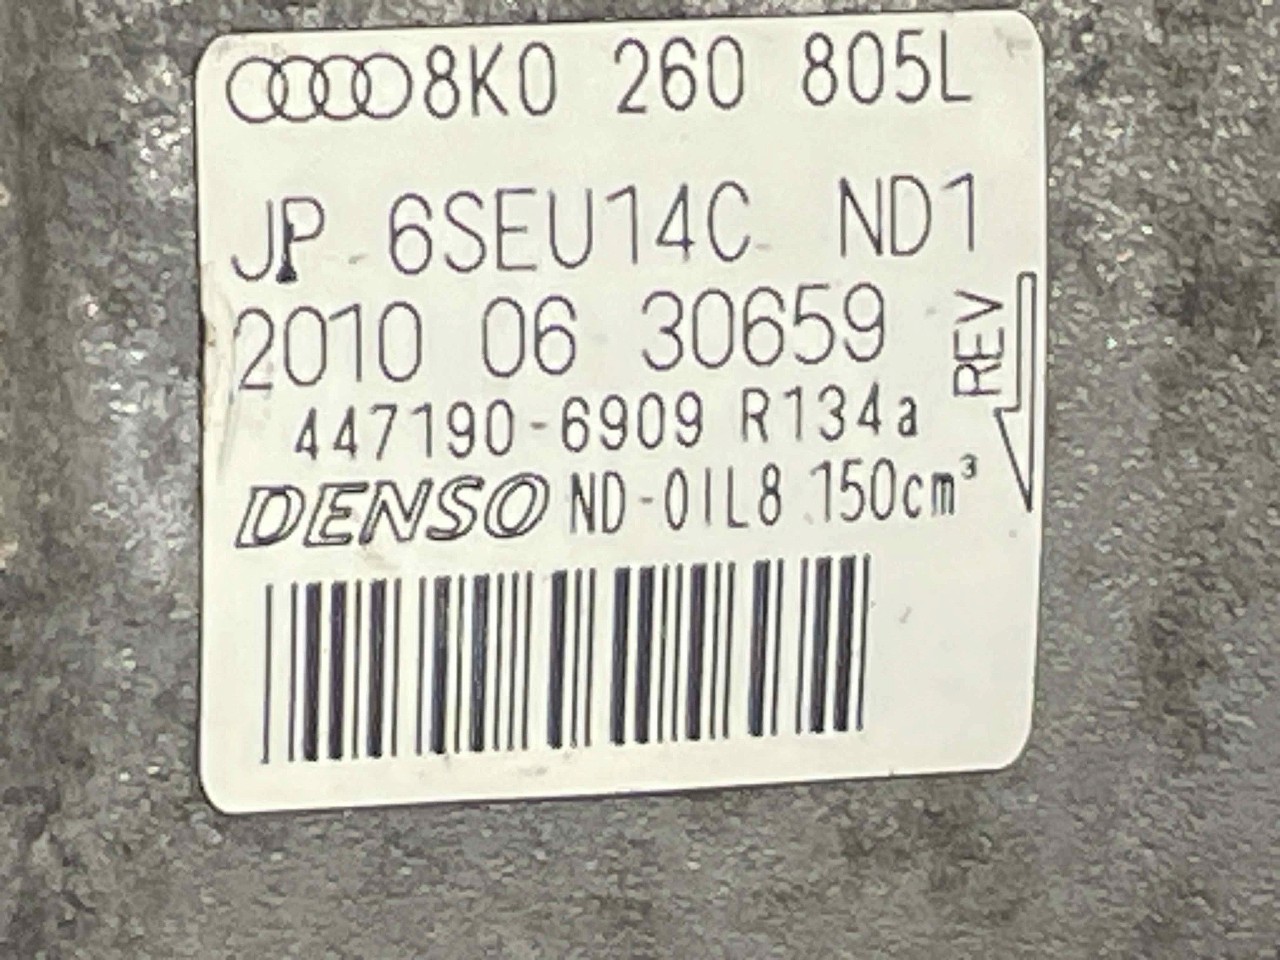 8K0 260 805L
JP 6SEU14C ND1
2010 06 30659
447190-6909 R134a
DENSO ND-OIL8 150cm³
REV